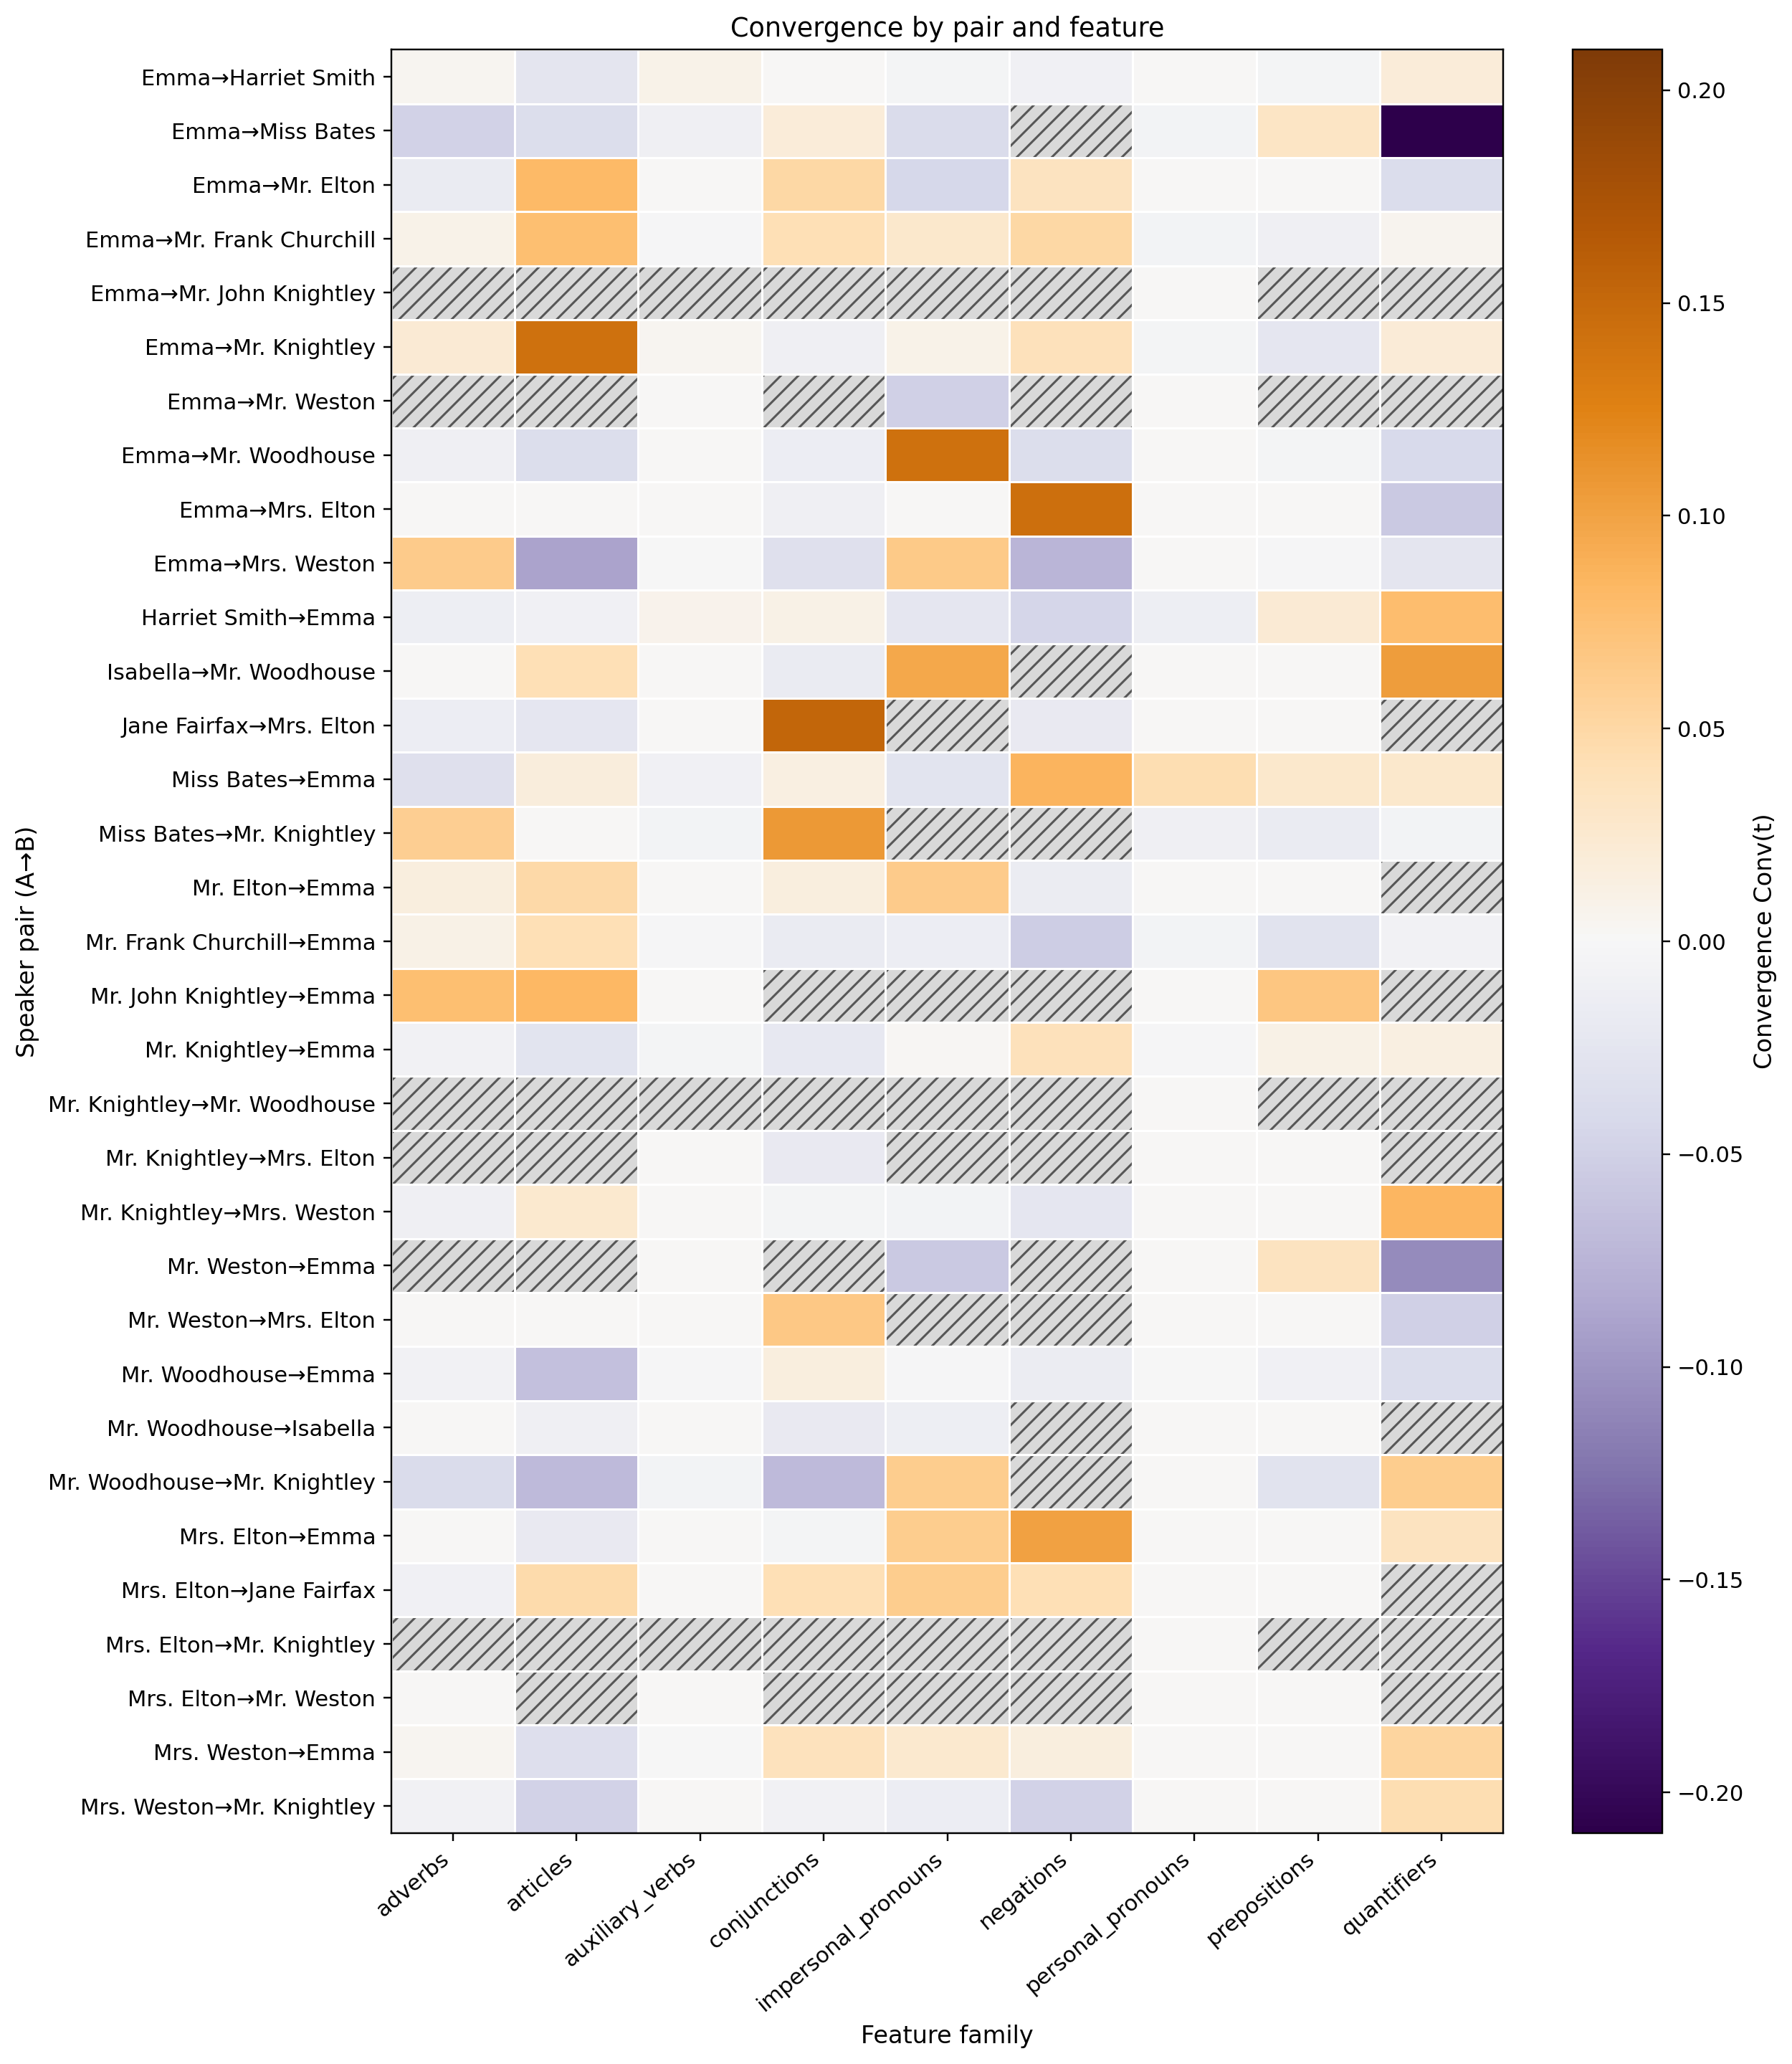 Convergence by pair and feature
Speaker pair (A→B)
Emma→Harriet Smith
Emma→Miss Bates
Emma→Mr. Elton
Emma→Mr. Frank Churchill
Emma→Mr. John Knightley
Emma→Mr. Knightley
Emma→Mr. Weston
Emma→Mr. Woodhouse
Emma→Mrs. Elton
Emma→Mrs. Weston
Harriet Smith→Emma
Isabella→Mr. Woodhouse
Jane Fairfax→Mrs. Elton
Miss Bates→Emma
Miss Bates→Mr. Knightley
Mr. Elton→Emma
Mr. Frank Churchill→Emma
Mr. John Knightley→Emma
Mr. Knightley→Emma
Mr. Knightley→Mr. Woodhouse
Mr. Knightley→Mrs. Elton
Mr. Knightley→Mrs. Weston
Mr. Weston→Emma
Mr. Weston→Mrs. Elton
Mr. Woodhouse→Emma
Mr. Woodhouse→Isabella
Mr. Woodhouse→Mr. Knightley
Mrs. Elton→Emma
Mrs. Elton→Jane Fairfax
Mrs. Elton→Mr. Knightley
Mrs. Elton→Mr. Weston
Mrs. Weston→Emma
Mrs. Weston→Mr. Knightley
adverbs
articles
auxiliary_verbs
conjunctions
impersonal_pronouns
negations
personal_pronouns
prepositions
quantifiers
Feature family
0.20
0.15
0.10
0.05
0.00
−0.05
−0.10
−0.15
−0.20
Convergence Conv(t)